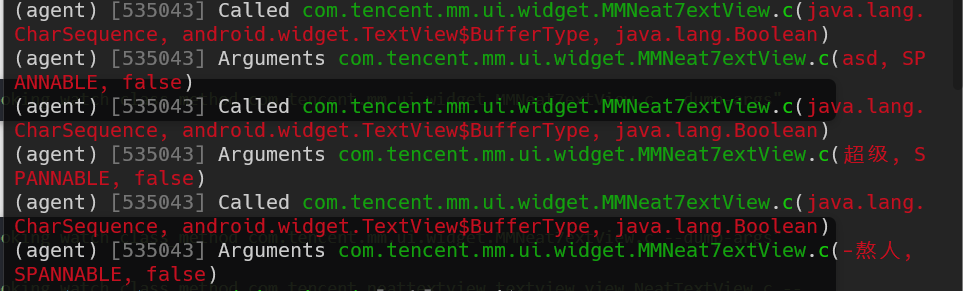 (agent) [535043] Called com.tencent.mm.ui.widget.MMNeat7extView.c(java.lang.
CharSequence, android.widget.TextView$BufferType, java.lang.Boolean)
(agent) [535043] Arguments com.tencent.mm.ui.widget.MMNeat7extView.c(asd, SP
ANNABLE, false)
(agent) [535043] Called com.tencent.mm.ui.widget.MMNeat7extView.c(java.lang.
CharSequence, android.widget.TextView$BufferType, java.lang.Boolean)
(agent) [535043] Arguments com.tencent.mm.ui.widget.MMNeat7extView.c(超级, S
PANNABLE, false)
(agent) [535043] Called com.tencent.mm.ui.widget.MMNeat7extView.c(java.lang.
CharSequence, android.widget.TextView$BufferType, java.lang.Boolean)
(agent) [535043] Arguments com.tencent.mm.ui.widget.MMNeat7extView.c(-熬人,
SPANNABLE, false)